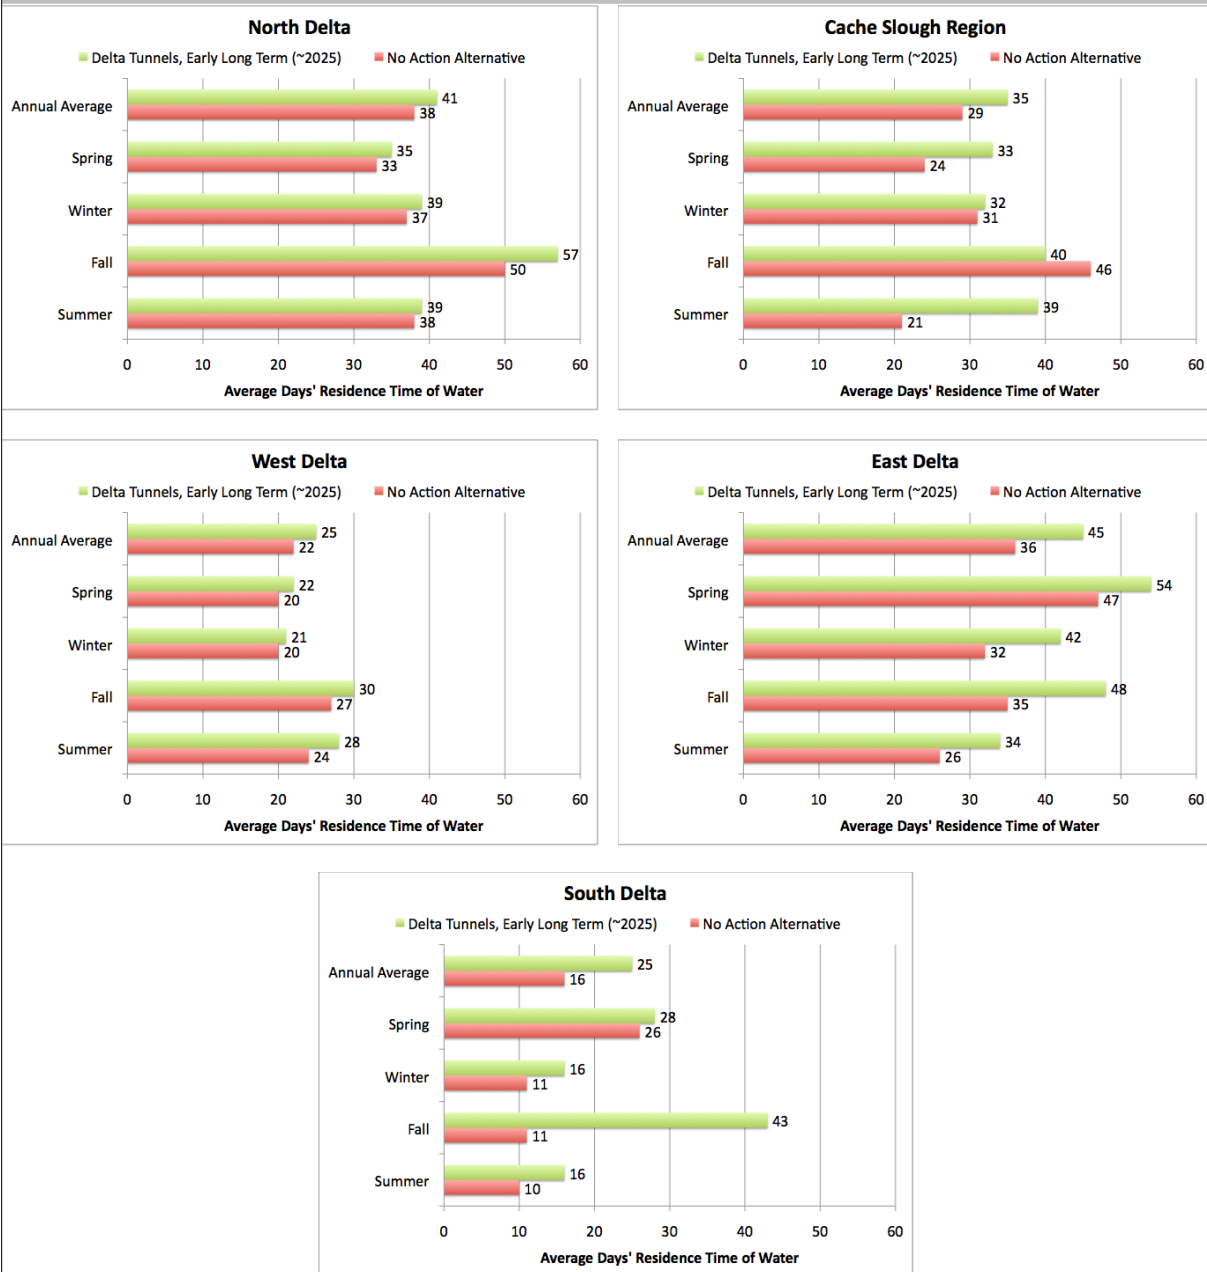 North Delta
Delta Tunnels, Early Long Term (~2025) No Action Alternative
Annual Average 41
38
Spring 35
33
Winter 39
37
Fall 57
50
Summer 39
38
0 10 20 30 40 50 60
Average Days' Residence Time of Water
Cache Slough Region
Delta Tunnels, Early Long Term (~2025) No Action Alternative
Annual Average 35
29
Spring 33
24
Winter 32
31
Fall 40
46
Summer 39
21
0 10 20 30 40 50 60
Average Days' Residence Time of Water
West Delta
Delta Tunnels, Early Long Term (~2025) No Action Alternative
Annual Average 25
22
Spring 22
20
Winter 21
20
Fall 30
27
Summer 28
24
0 10 20 30 40 50 60
Average Days' Residence Time of Water
East Delta
Delta Tunnels, Early Long Term (~2025) No Action Alternative
Annual Average 45
36
Spring 54
47
Winter 42
32
Fall 48
35
Summer 34
26
0 10 20 30 40 50 60
Average Days' Residence Time of Water
South Delta
Delta Tunnels, Early Long Term (~2025) No Action Alternative
Annual Average 25
16
Spring 28
26
Winter 16
11
Fall 43
11
Summer 16
10
0 10 20 30 40 50 60
Average Days' Residence Time of Water